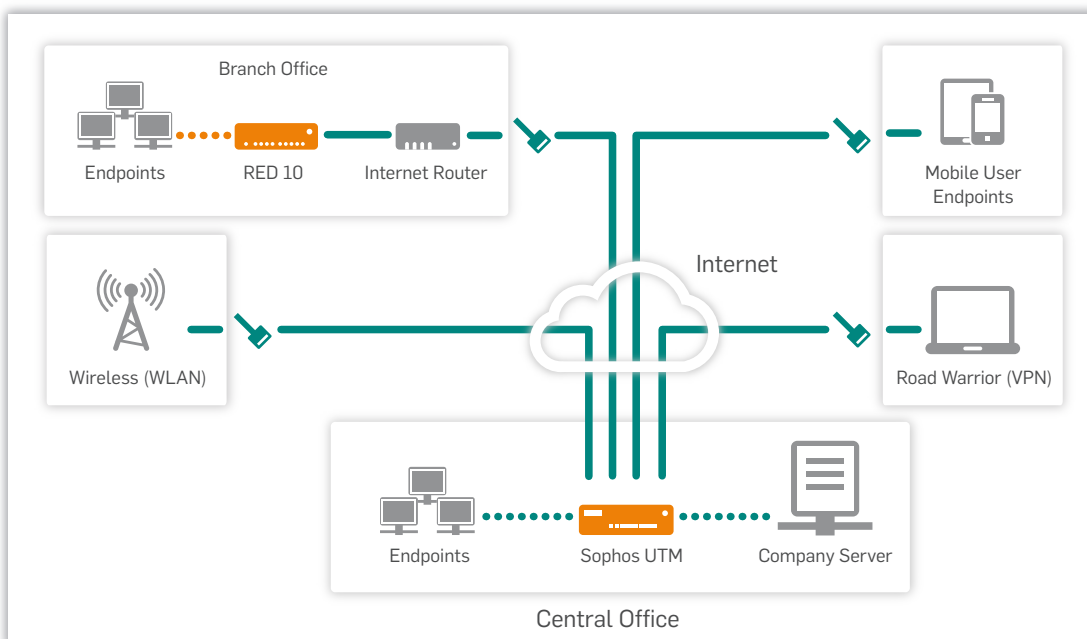 Branch Office
Endpoints
RED 10
Internet Router
Mobile User
Endpoints
Internet
Wireless (WLAN)
Road Warrior (VPN)
Endpoints
Sophos UTM
Company Server
Central Office